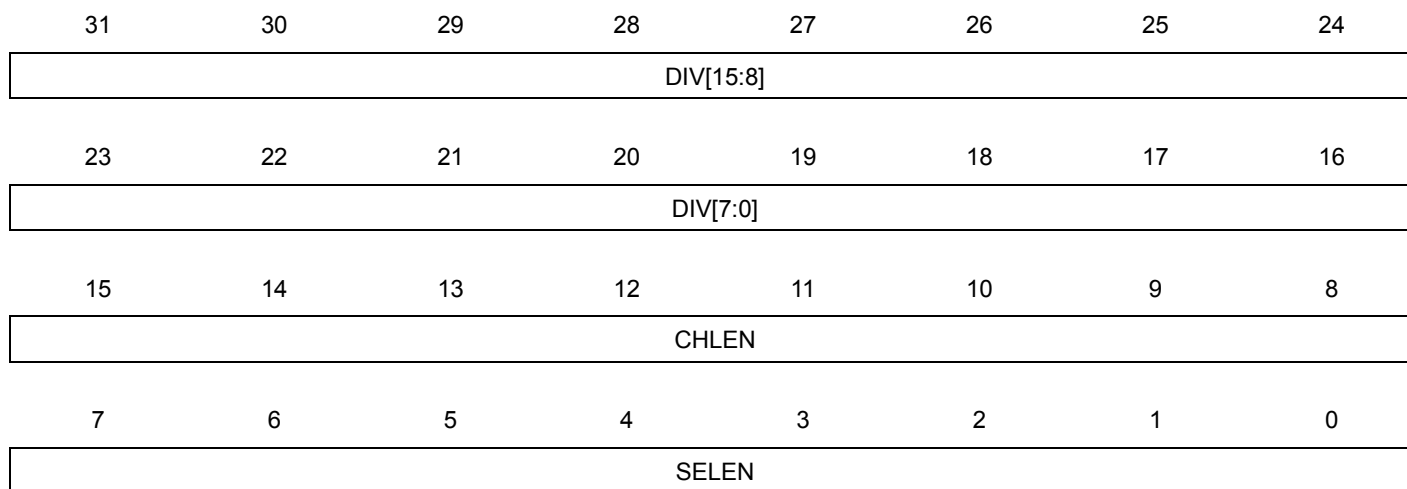 31 30 29 28 27 26 25 24
DIV[15:8]
23 22 21 20 19 18 17 16
DIV[7:0]
15 14 13 12 11 10 9 8
CHLEN
7 6 5 4 3 2 1 0
SELEN